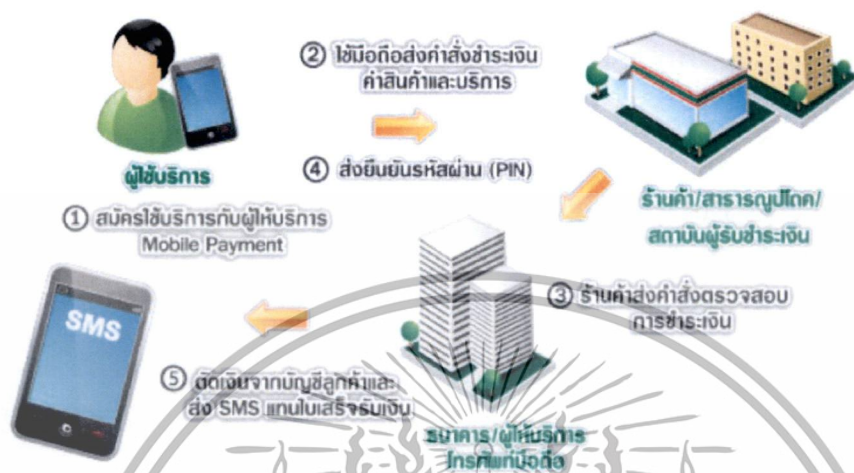 ② ใช้มือถือส่งคำสั่งชำระเงิน
ค่าสินค้าและบริการ
④ ส่งยืนยันรหัสผ่าน (PIN)
ผู้ใช้บริการ
① สมัครใช้บริการกับผู้ให้บริการ
Mobile Payment
ร้านค้า/สาธารณูปโภค/
สถาบันผู้รับชำระเงิน
③ ร้านค้าส่งคำสั่งตรวจสอบ
การชำระเงิน
SMS
⑤ ตัดเงินจากบัญชีลูกค้าและ
ส่ง SMS แทนใบเสร็จรับเงิน
ธนาคาร/ผู้ให้บริการ
โทรศัพท์มือถือ